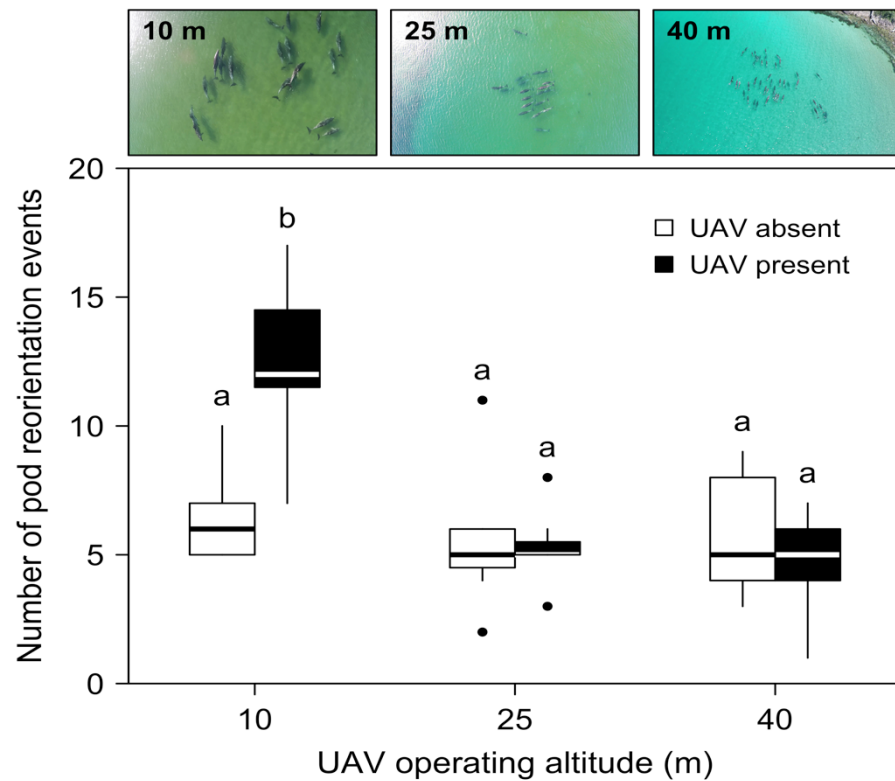 10 m
25 m
40 m
Number of pod reorientation events
20
15
10
5
0
UAV absent
UAV present
a
b
a
a
a
a
10
25
40
UAV operating altitude (m)